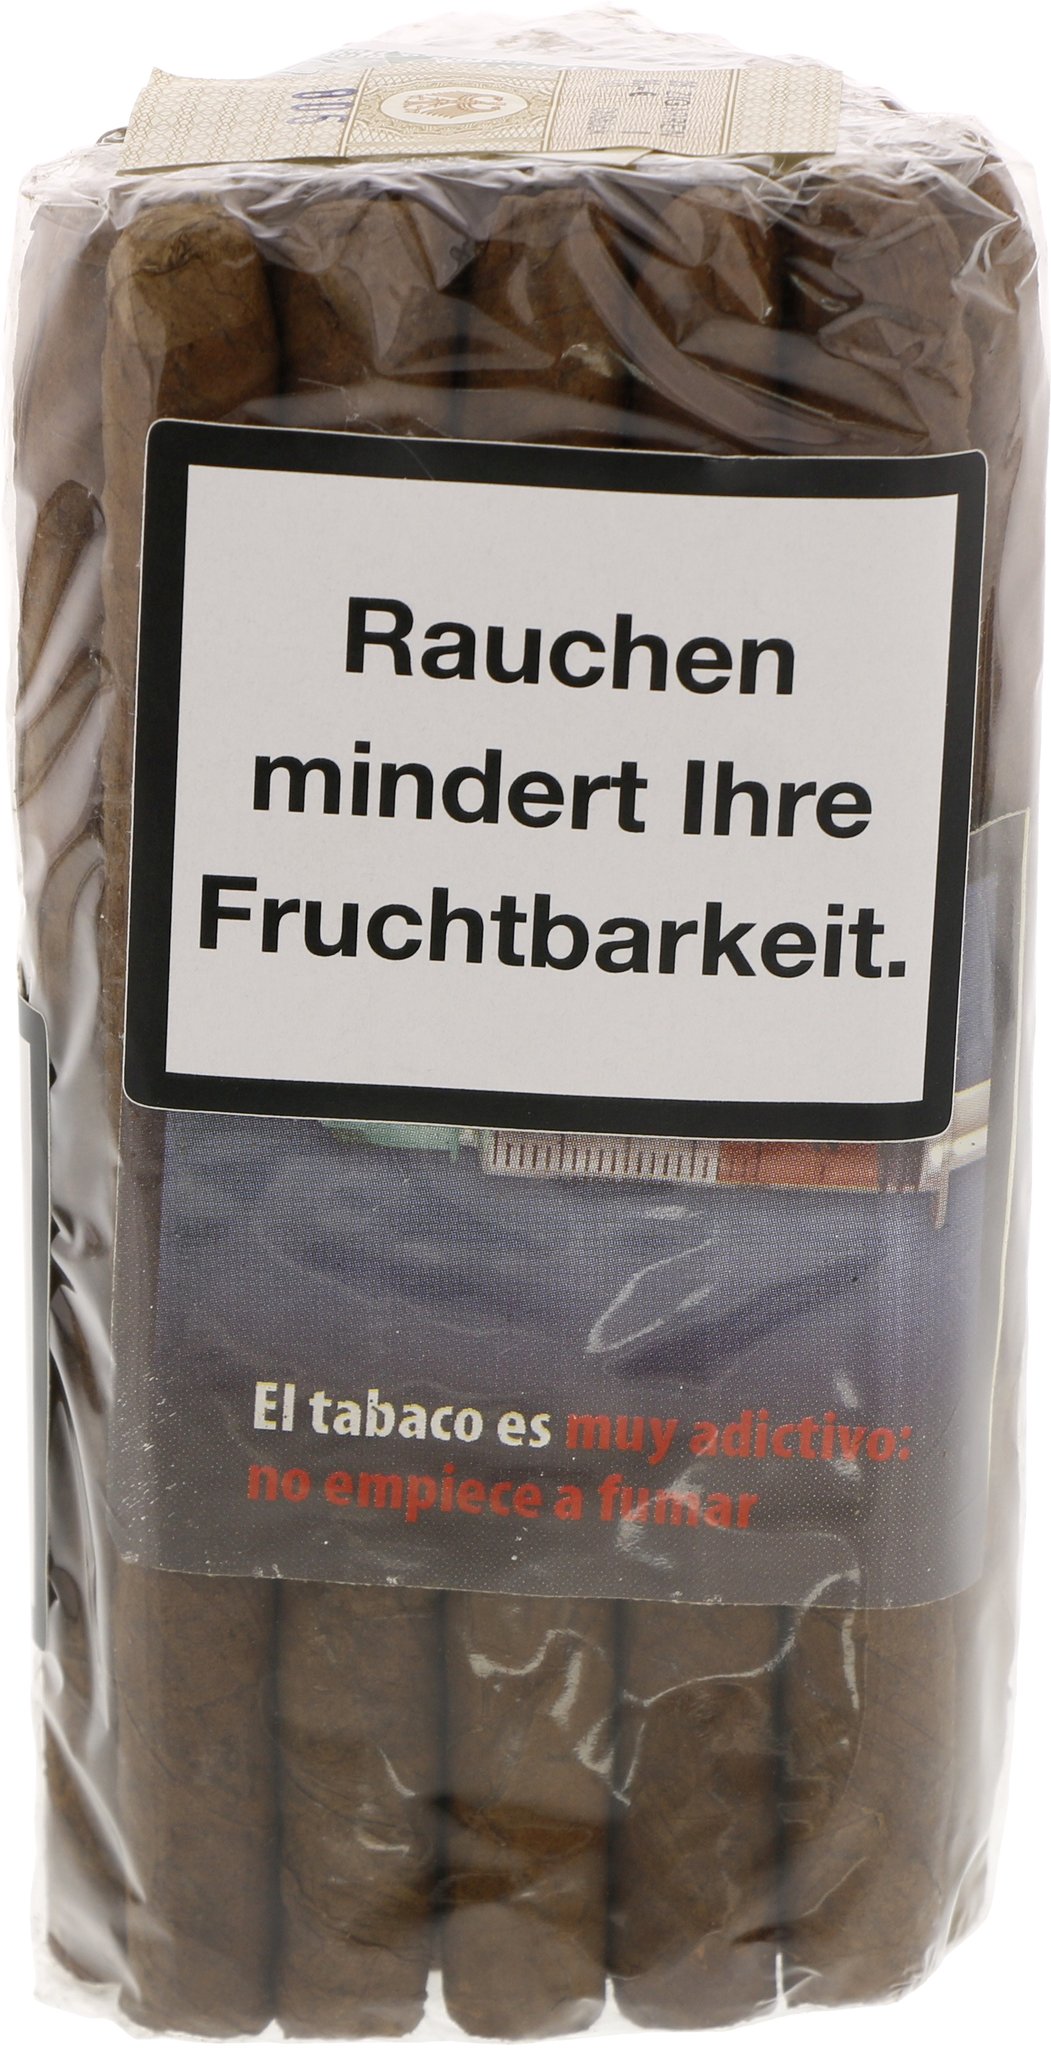 Rauchen
mindert Ihre
Fruchtbarkeit.
El tabaco es muy adictivo:
no empiece a fumar